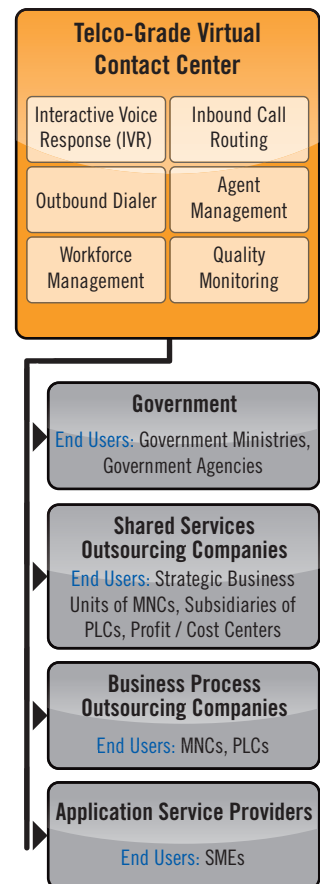 Telco-Grade Virtual
Contact Center
Interactive Voice
Response (IVR)
Inbound Call
Routing
Outbound Dialer
Agent
Management
Workforce
Management
Quality
Monitoring
Government
End Users: Government Ministries,
Government Agencies
Shared Services
Outsourcing Companies
End Users: Strategic Business
Units of MNCs, Subsidiaries of
PLCs, Profit / Cost Centers
Business Process
Outsourcing Companies
End Users: MNCs, PLCs
Application Service Providers
End Users: SMEs